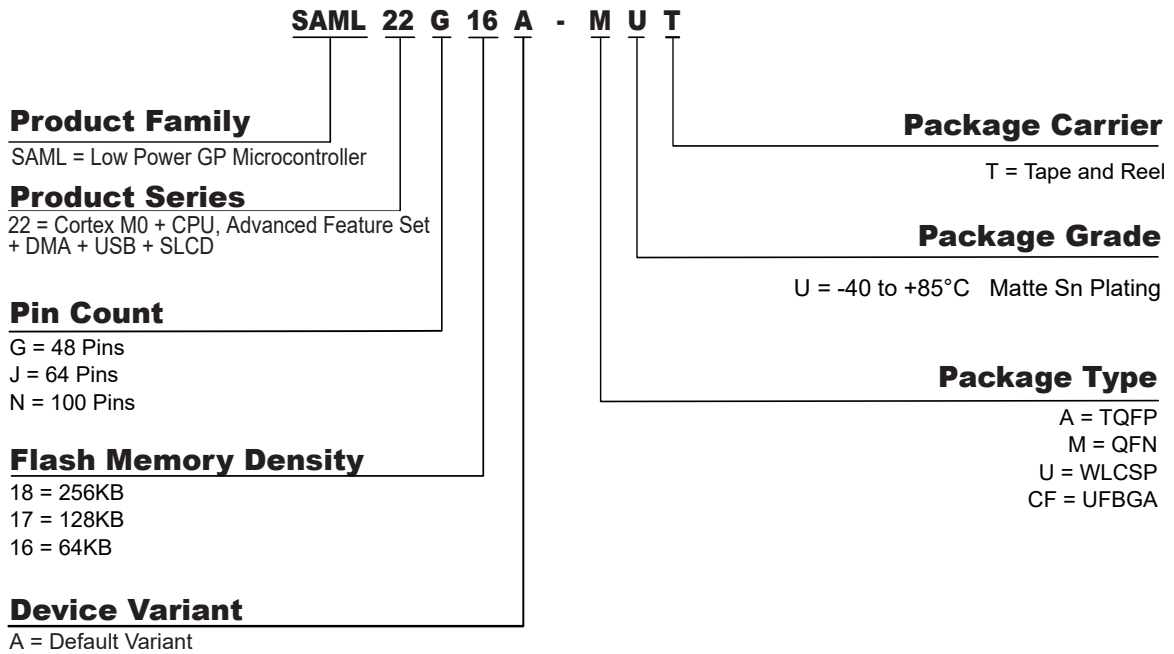 SAML 22 G 16 A - M U T
Product Family
SAML = Low Power GP Microcontroller
Product Series
22 = Cortex M0 + CPU, Advanced Feature Set
+ DMA + USB + SLCD
Pin Count
G = 48 Pins
J = 64 Pins
N = 100 Pins
Flash Memory Density
18 = 256KB
17 = 128KB
16 = 64KB
Device Variant
A = Default Variant
Package Carrier
T = Tape and Reel
Package Grade
U = -40 to +85°C Matte Sn Plating
Package Type
A = TQFP
M = QFN
U = WLCSP
CF = UFBGA